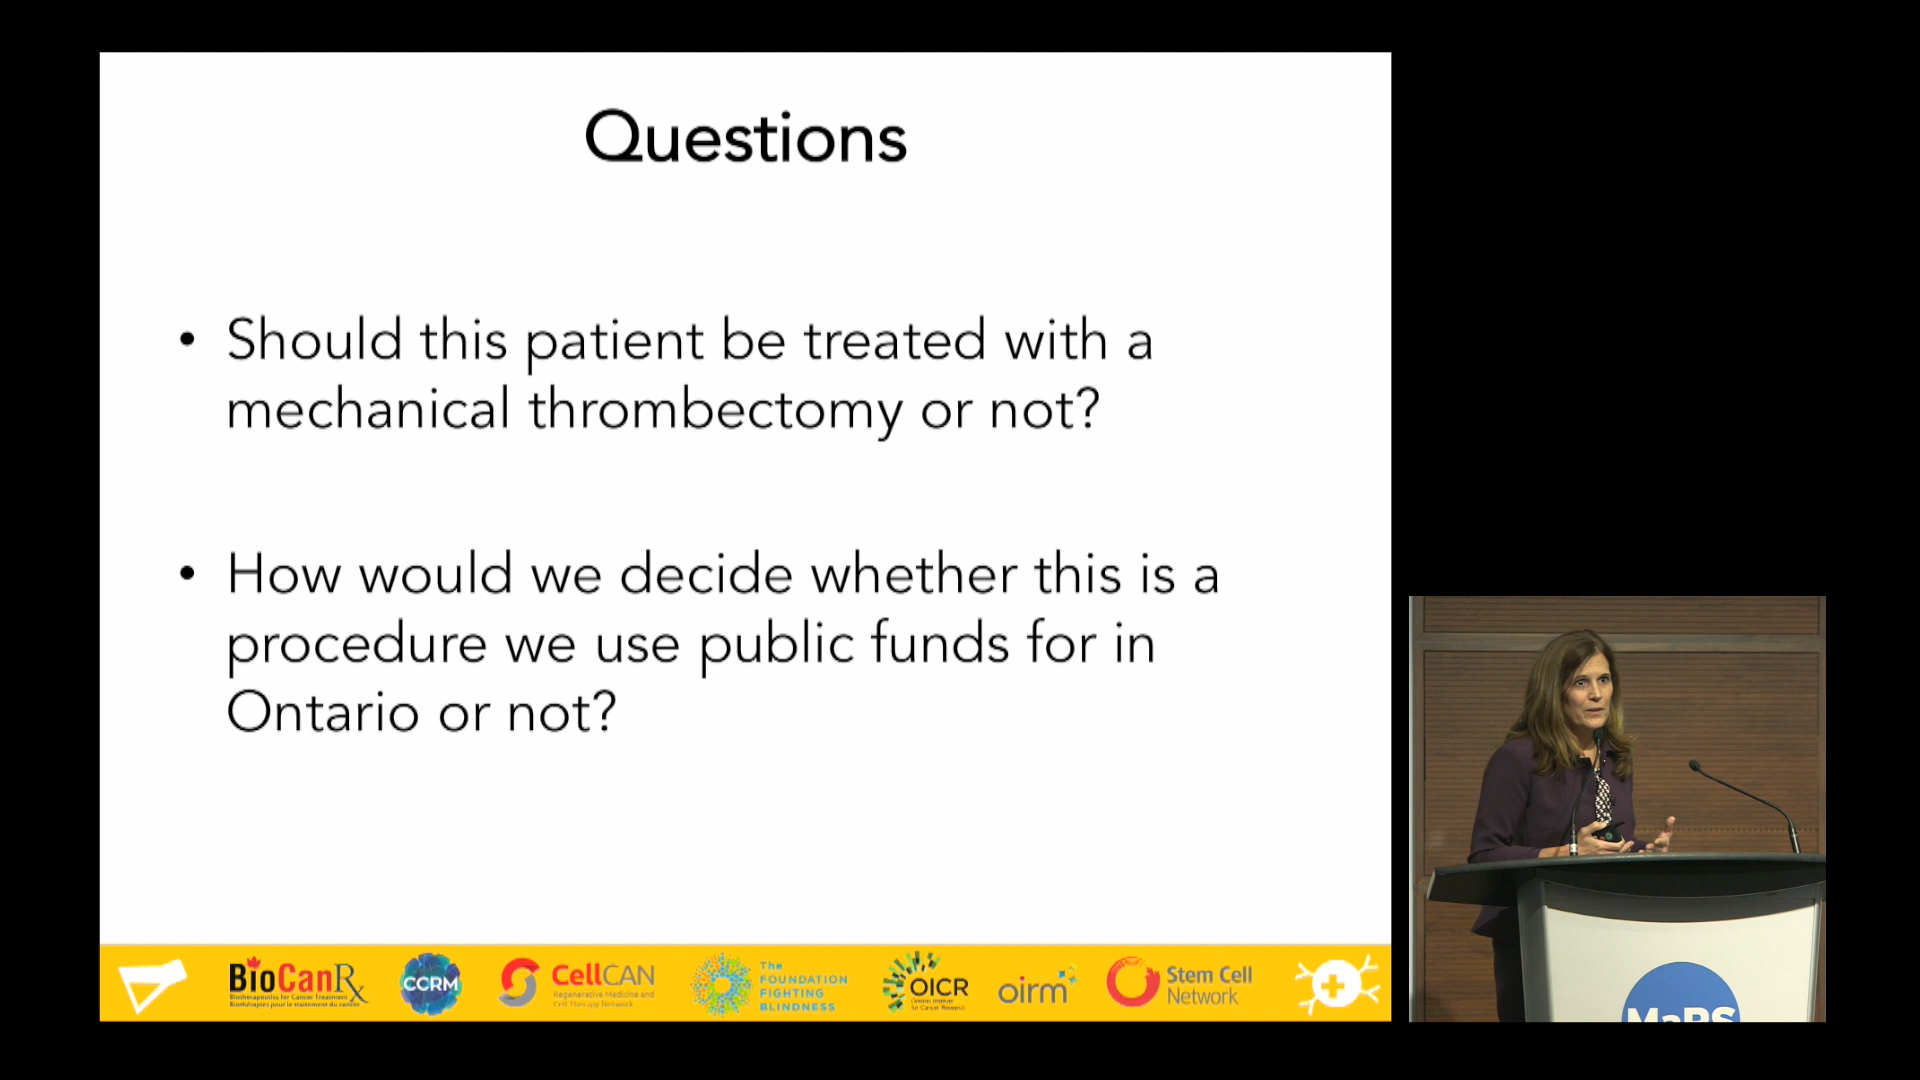 Questions
• Should this patient be treated with a
mechanical thrombectomy or not?
• How would we decide whether this is a
procedure we use public funds for in
Ontario or not?
BioCanRx
Biotherapeutics for Cancer Treatment
Biothérapies pour le traitement du cancer
CCRM
CellCAN
Regenerative Medicine and
Cell Therapy Network
The
FOUNDATION
FIGHTING
BLINDNESS
OICR
Ontario Institute
for Cancer Research
oirm
Stem Cell
Network
MaRS